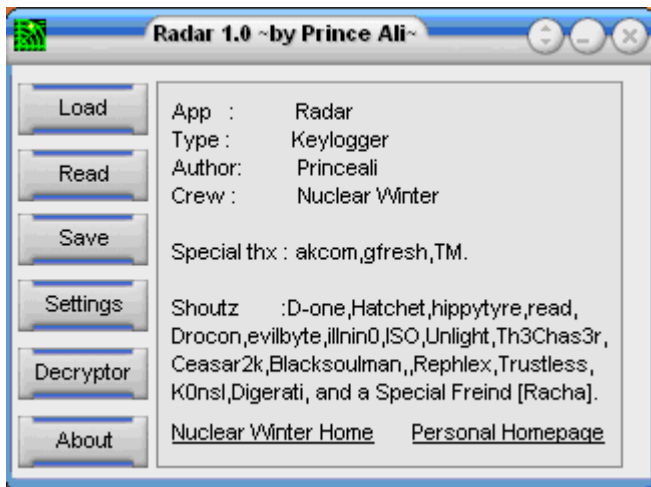 Radar 1.0 ~by Prince Ali~
Load
Read
Save
Settings
Decryptor
About
App : Radar
Type : Keylogger
Author: Princeali
Crew : Nuclear Winter
Special thx : akcom,gfresh,TM.
Shoutz :D-one,Hatchet,hippytyre,read,
Drocon,evilbyte,illnin0,ISO,Unlight,Th3Chas3r,
Ceasar2k,Blacksoulman,,Rephlex,Trustless,
K0nsl,Digerati, and a Special Freind [Racha].
Nuclear Winter Home Personal Homepage